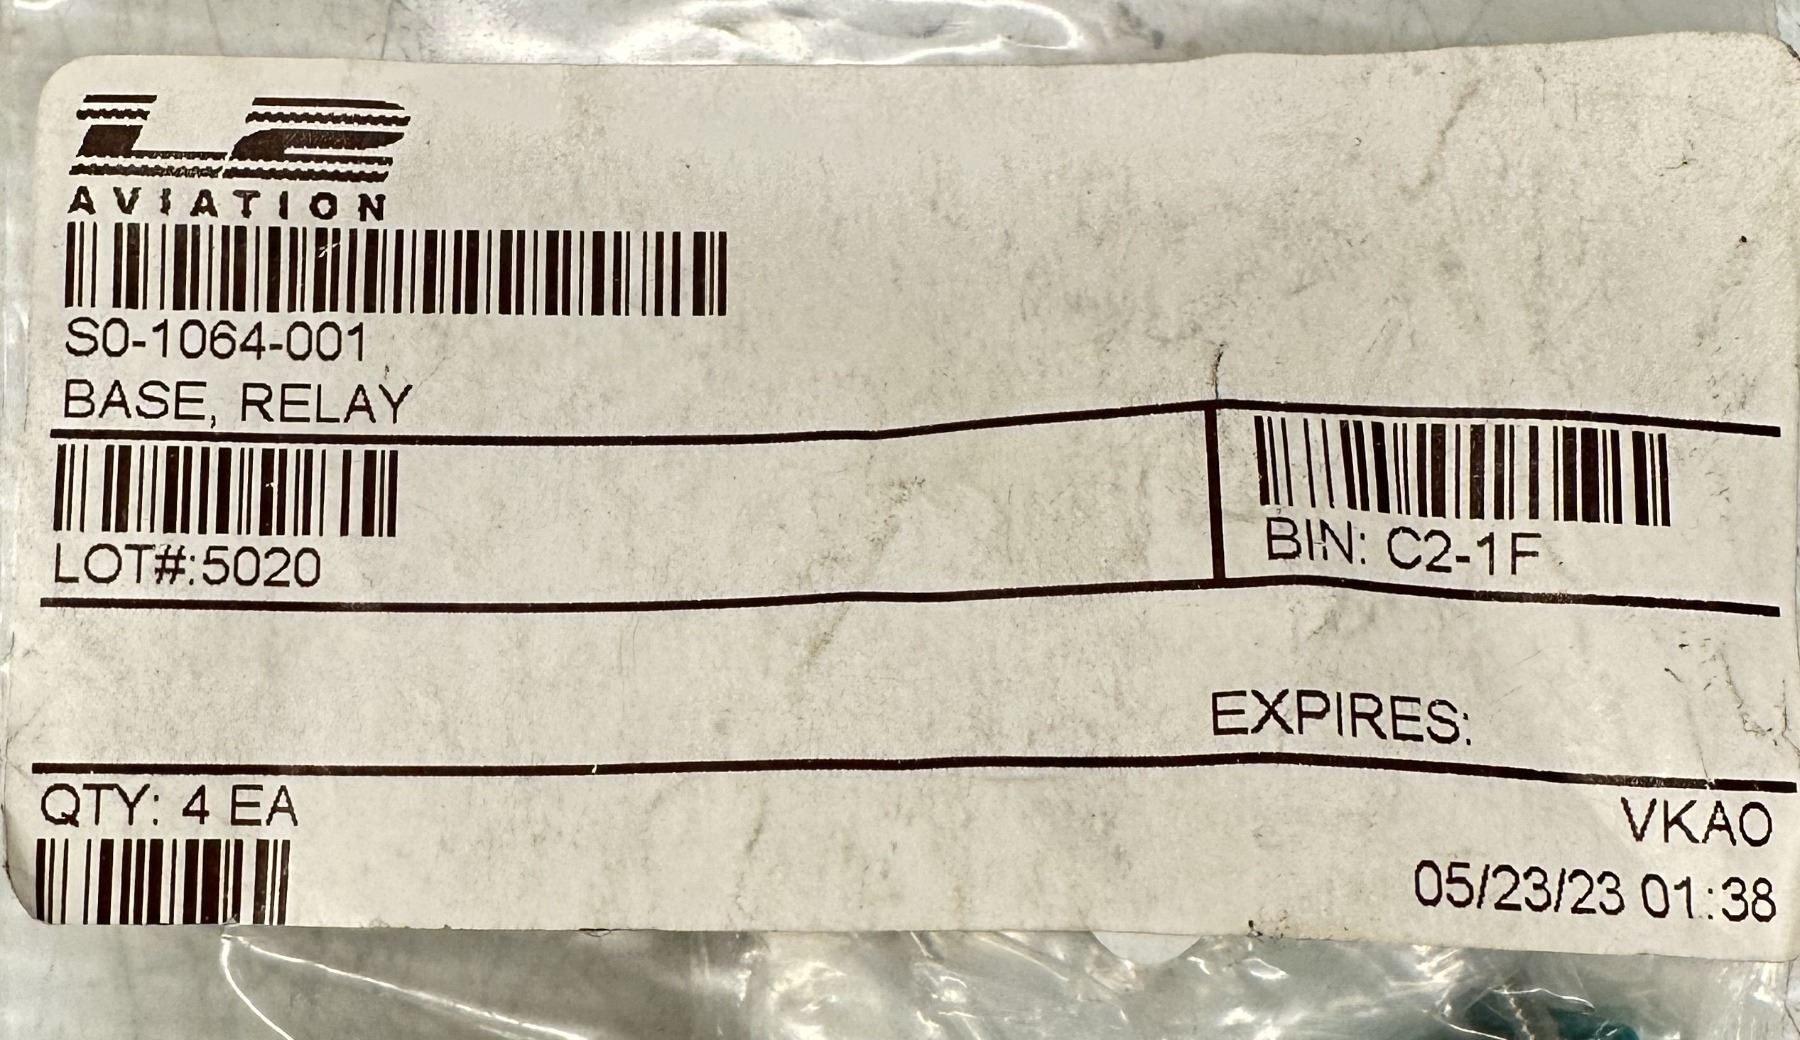 L2
AVIATION
S0-1064-001
BASE, RELAY
LOT#:5020
BIN: C2-1F
EXPIRES:
QTY: 4 EA
VKAO
05/23/23 01:38